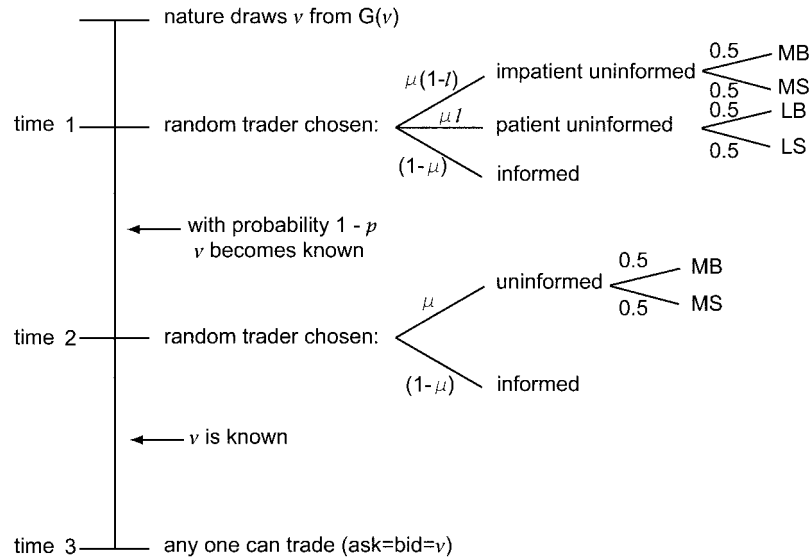 nature draws v from G(v)
0.5 MB
μ(1-l) impatient uninformed
0.5 MS
time 1 random trader chosen: μl patient uninformed 0.5 LB
0.5 LS
(1-μ) informed
with probability 1 - p
v becomes known
0.5 MB
uninformed
μ 0.5 MS
time 2 random trader chosen:
(1-μ) informed
v is known
time 3 any one can trade (ask=bid=v)